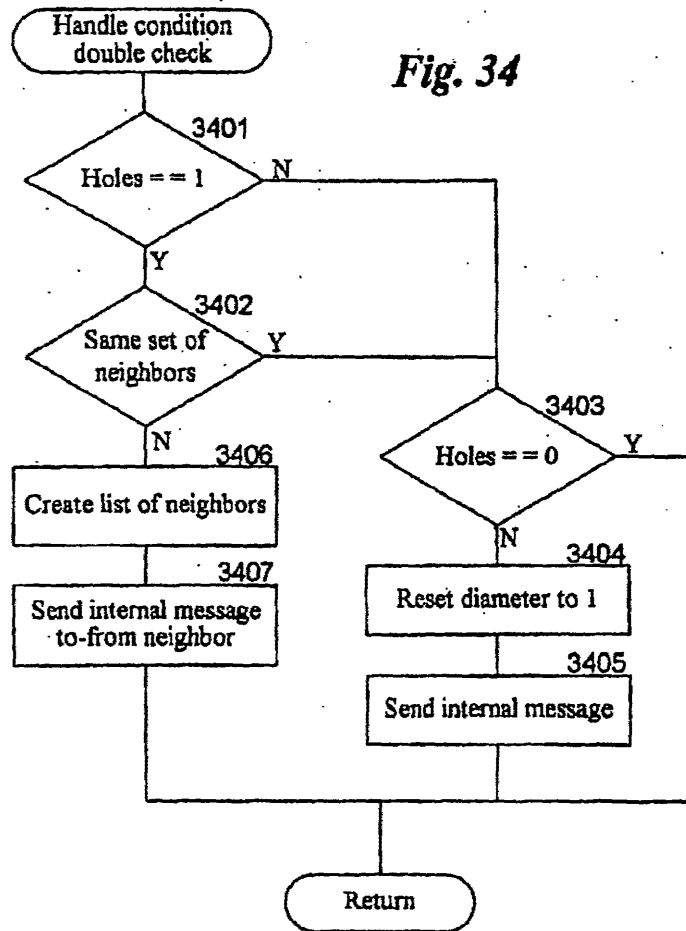 Handle condition
double check
Fig. 34
3401
Holes = = 1
N
Y
3402
Same set of
neighbors
Y
N
3403
Holes = = 0
Y
N
3406
Create list of neighbors
3407
Send internal message
to-from neighbor
3404
Reset diameter to 1
3405
Send internal message
Return